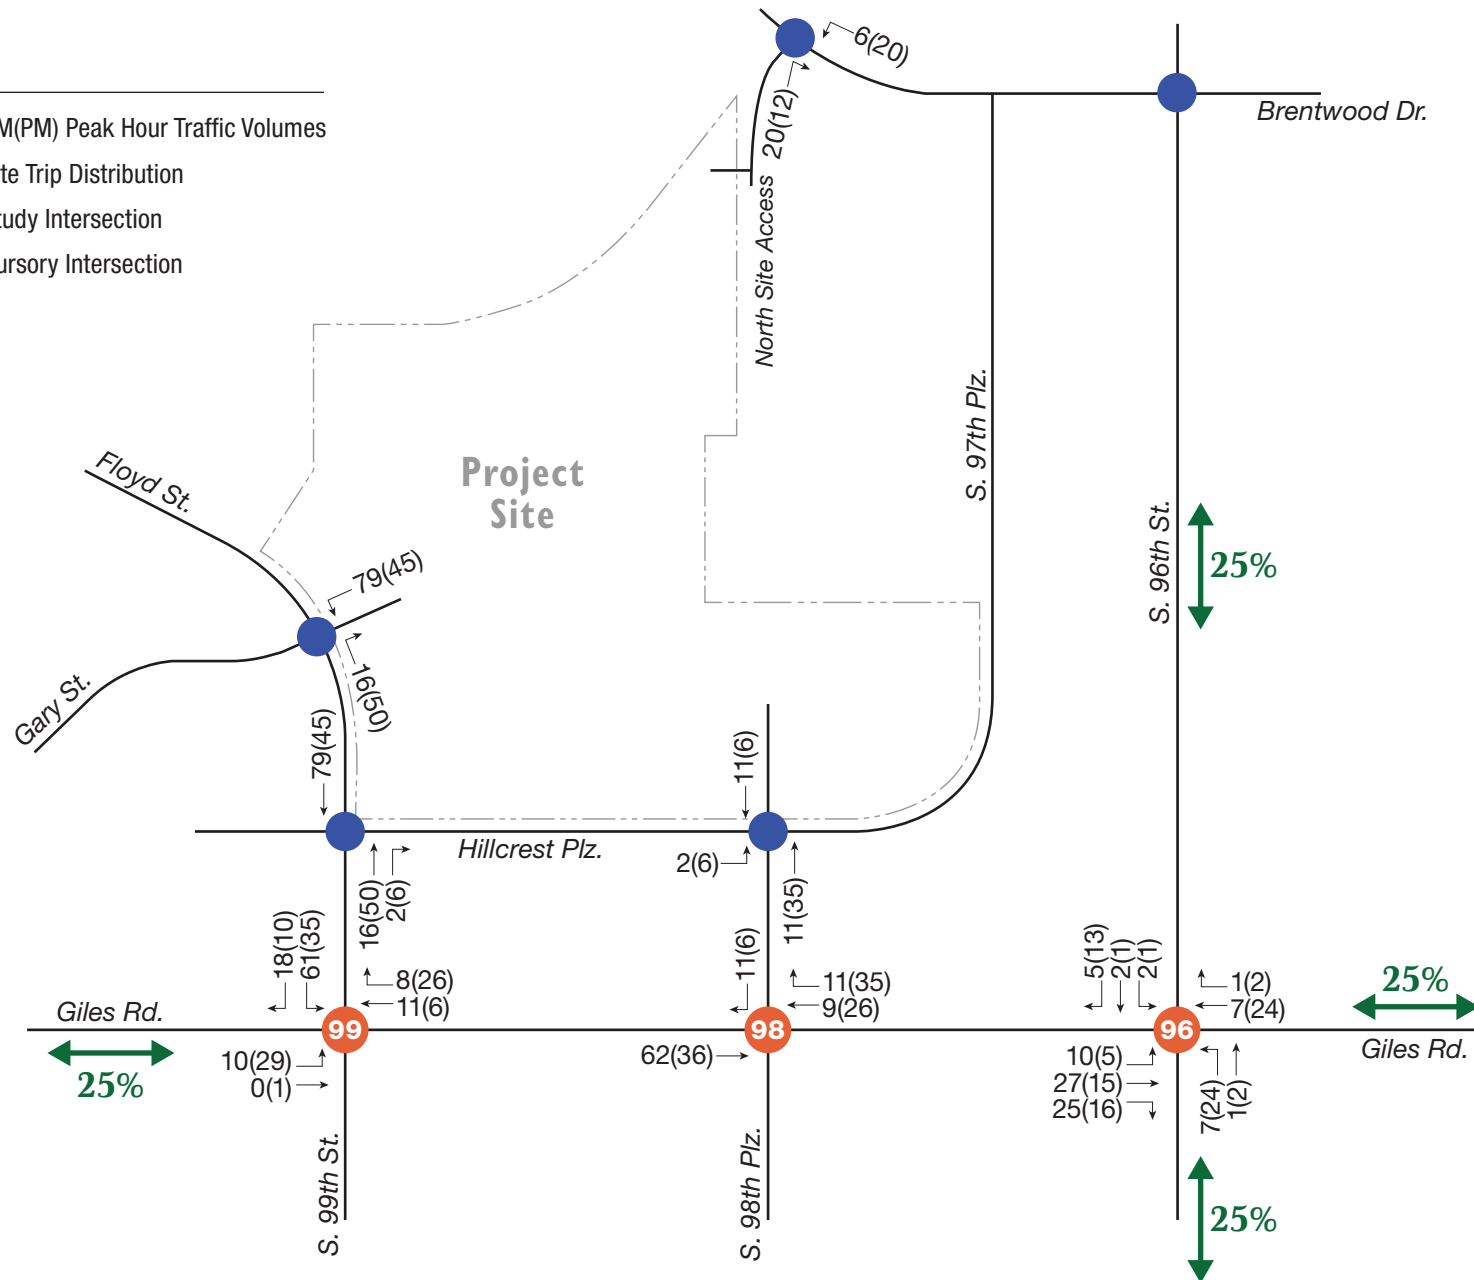 6(20)
20(12)
Brentwood Dr.
M(PM) Peak Hour Traffic Volumes
te Trip Distribution
tudy Intersection
ursory Intersection
North Site Access
S. 97th Plz.
Project
Site
Floyd St.
S. 96th St.
25%
79(45)
16(50)
Gary St.
79(45)
11(6)
Hillcrest Plz.
2(6)
16(50)
2(6)
11(35)
18(10)
61(35)
8(26)
11(6)
11(6)
11(35)
9(26)
5(13)
2(1)
2(1)
1(2)
7(24)
25%
Giles Rd.
99
98
96
Giles Rd.
25%
10(29)
0(1)
62(36)
10(5)
27(15)
25(16)
7(24)
1(2)
S. 99th St.
S. 98th Plz.
25%